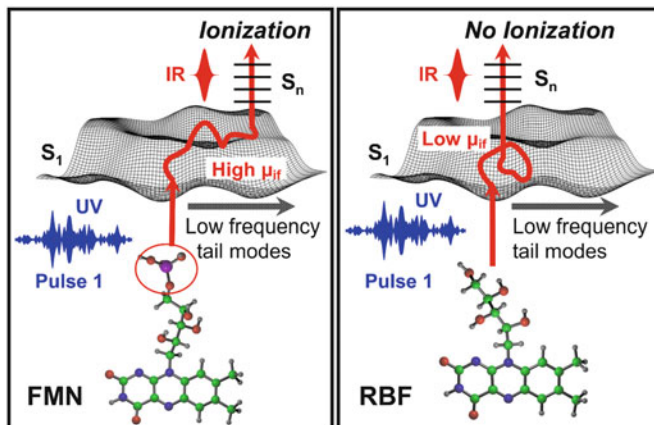 Ionization
IR
Sn
S1
High μif
UV
Low frequency
tail modes
Pulse 1
FMN
No Ionization
IR
Sn
Low μif
S1
UV
Low frequency
tail modes
Pulse 1
RBF